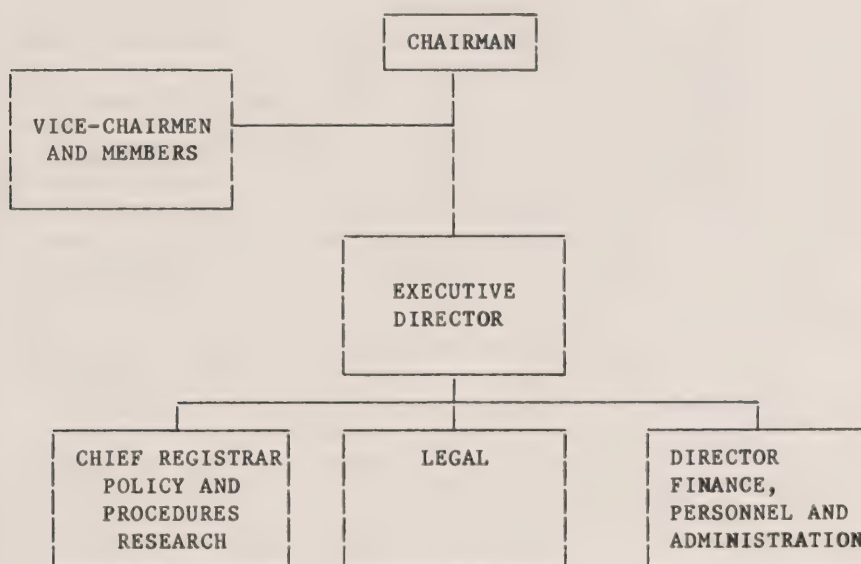 CHAIRMAN
VICE-CHAIRMEN
AND MEMBERS
EXECUTIVE
DIRECTOR
CHIEF REGISTRAR
POLICY AND
PROCEDURES
RESEARCH
LEGAL
DIRECTOR
FINANCE,
PERSONNEL AND
ADMINISTRATION